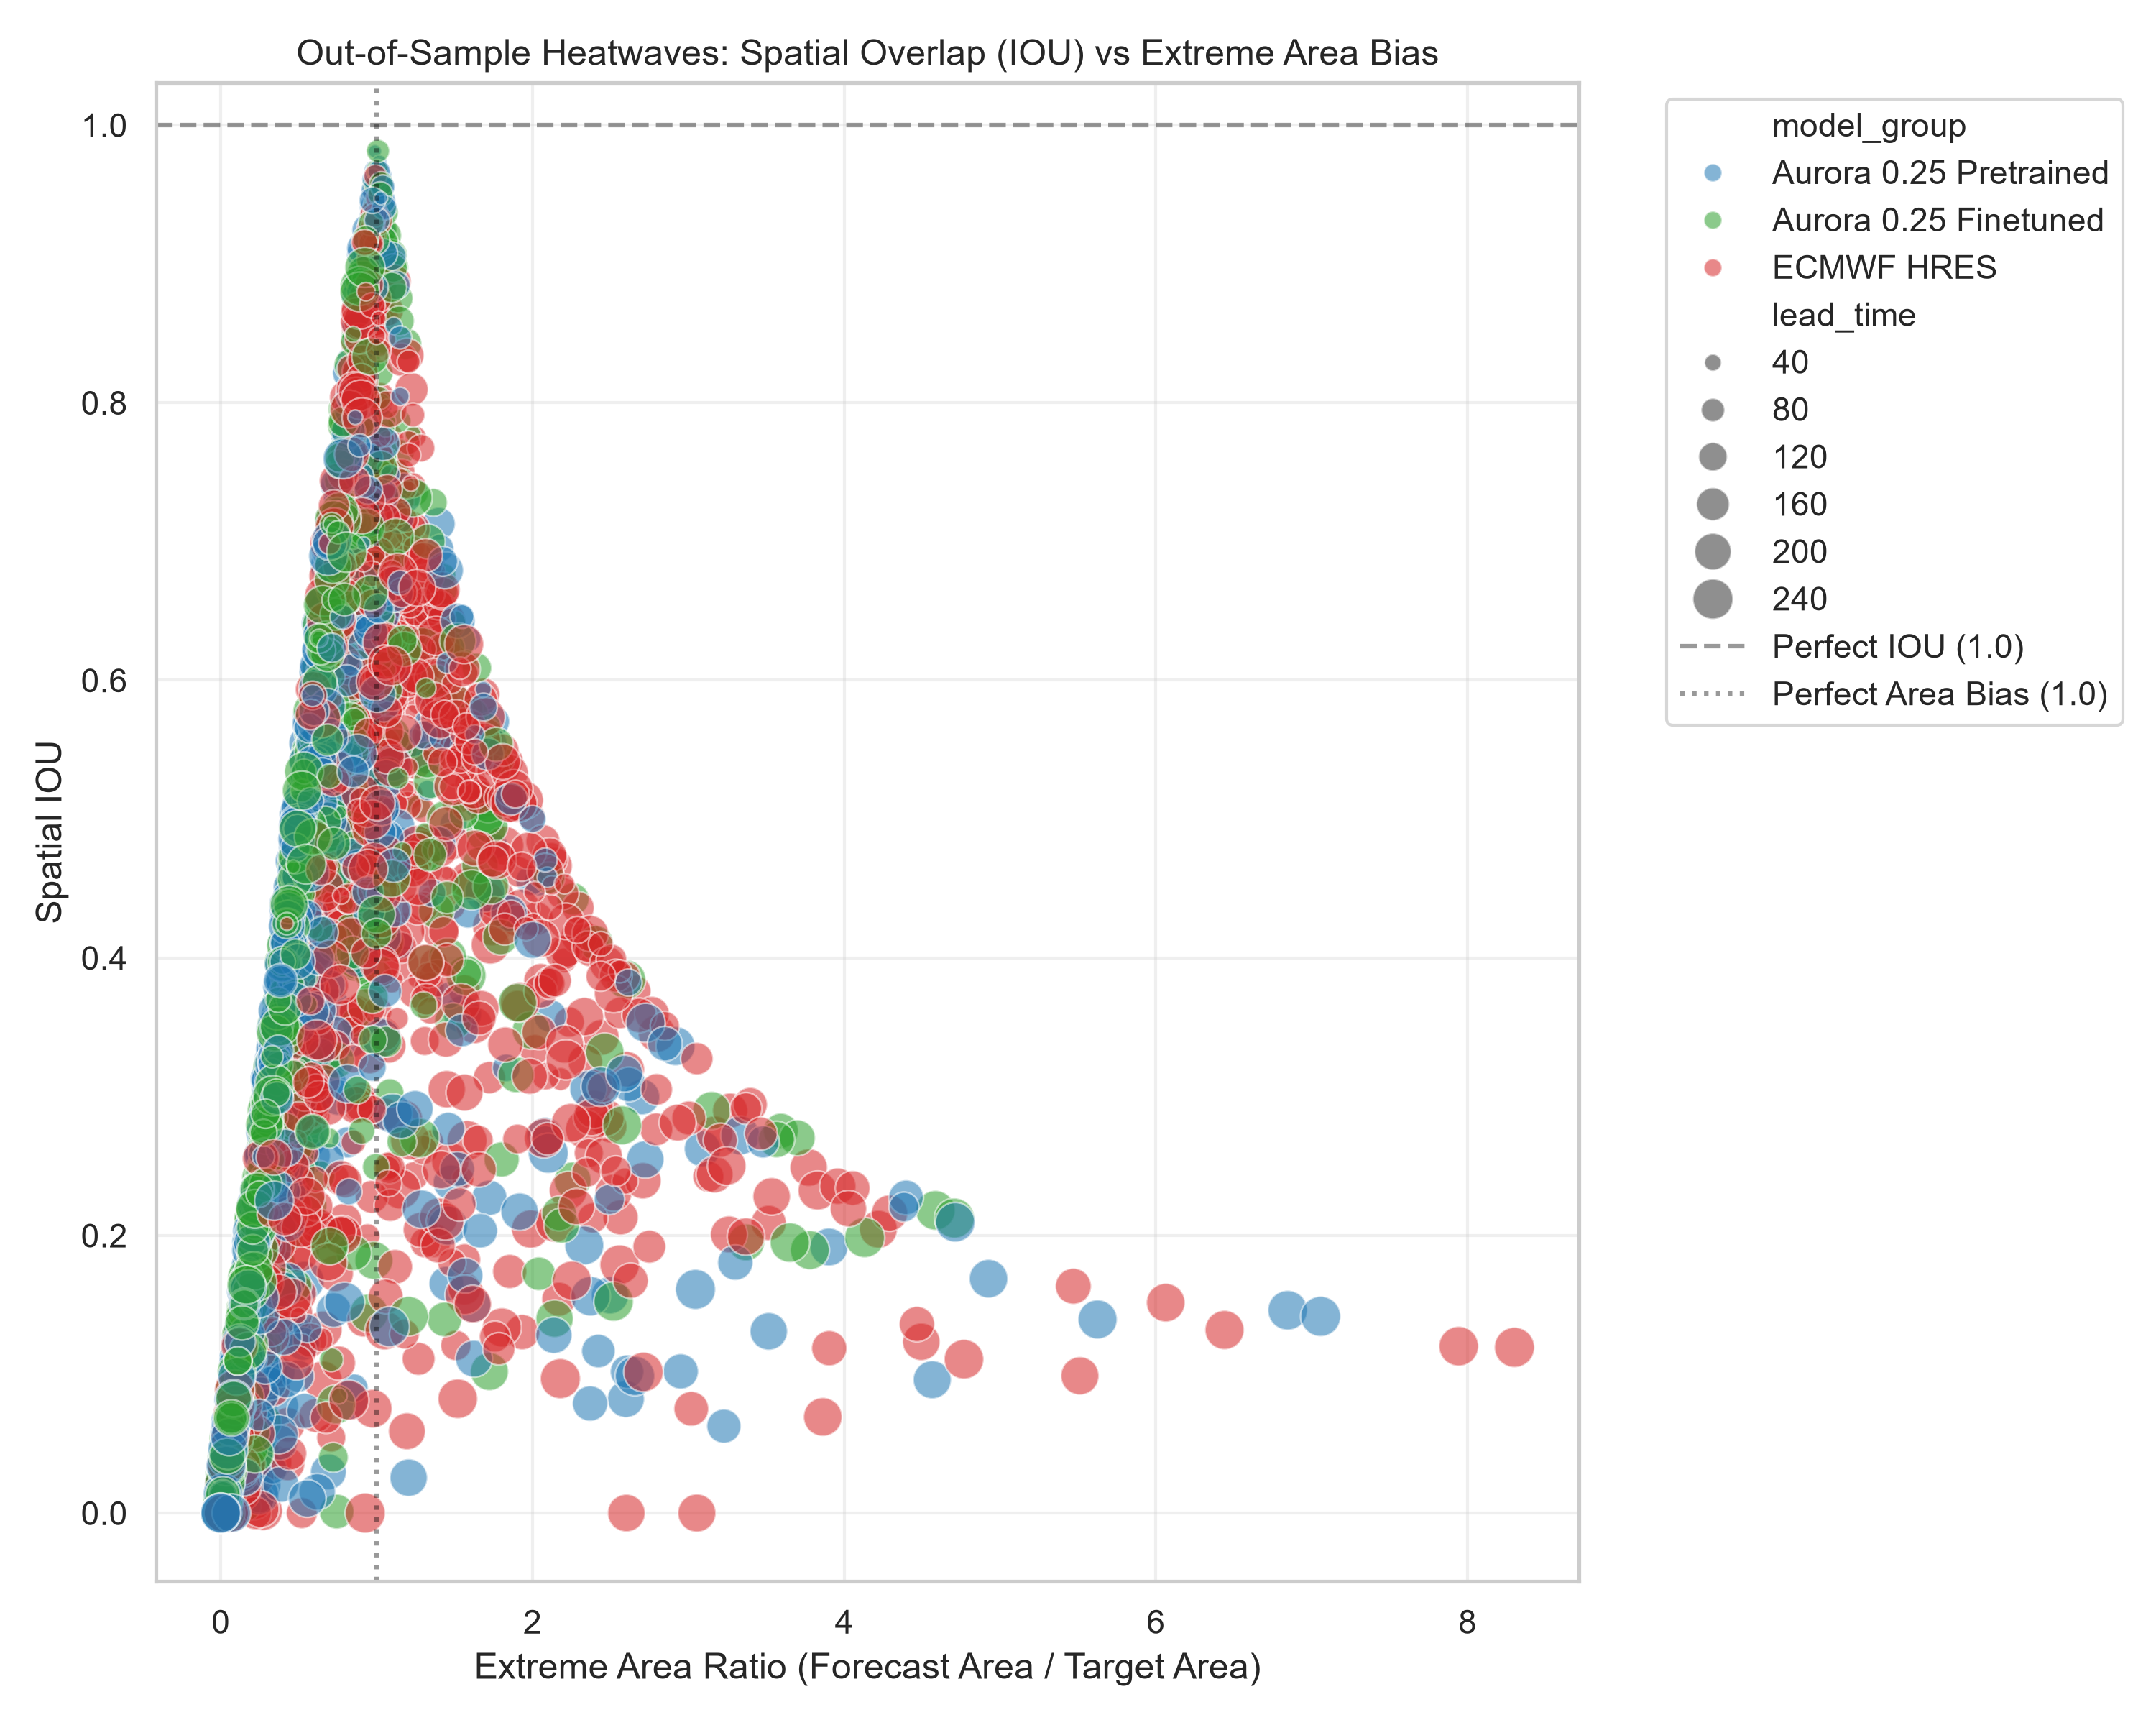 Out-of-Sample Heatwaves: Spatial Overlap (IOU) vs Extreme Area Bias
1.0
0.8
0.6
0.4
0.2
0.0
Spatial IOU
0 2 4 6 8
Extreme Area Ratio (Forecast Area / Target Area)
model_group
Aurora 0.25 Pretrained
Aurora 0.25 Finetuned
ECMWF HRES
lead_time
40
80
120
160
200
240
Perfect IOU (1.0)
Perfect Area Bias (1.0)